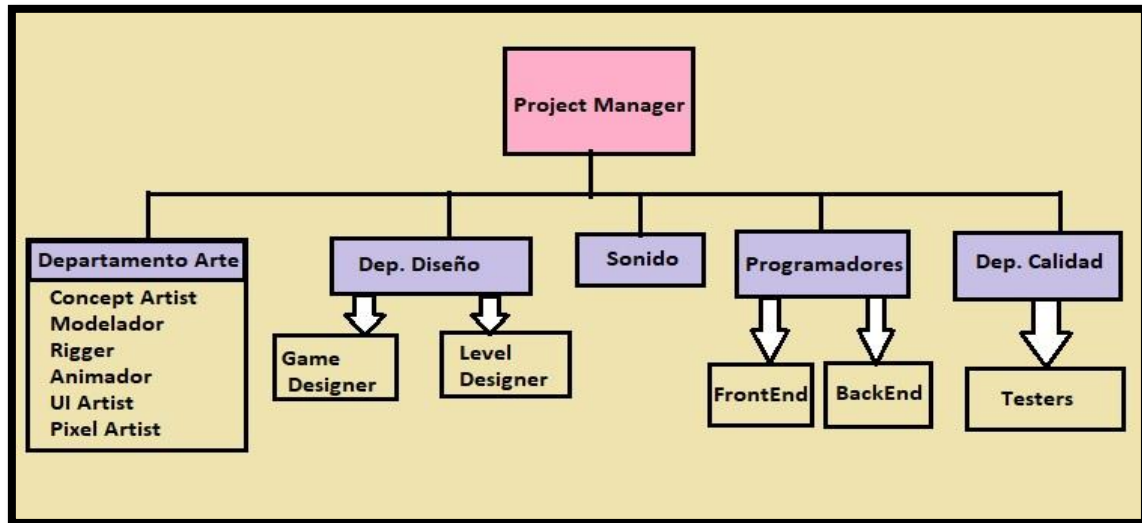 Project Manager
Departamento Arte
Concept Artist
Modelador
Rigger
Animador
UI Artist
Pixel Artist
Dep. Diseño
Game
Designer
Level
Designer
Sonido
Programadores
FrontEnd
BackEnd
Dep. Calidad
Testers